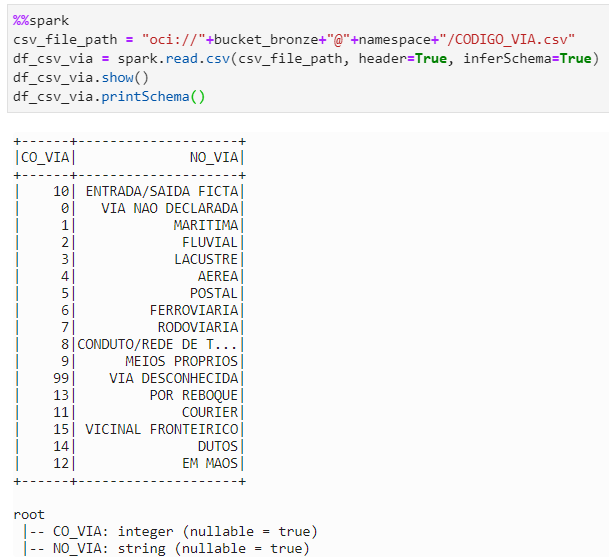 %%spark
csv_file_path = "oci://"+bucket_bronze+"@"+namespace+"/CODIGO_VIA.csv"
df_csv_via = spark.read.csv(csv_file_path, header=True, inferSchema=True)
df_csv_via.show()
df_csv_via.printSchema()
+------+--------------------+
|CO_VIA|              NO_VIA|
+------+--------------------+
|    10| ENTRADA/SAIDA FICTA|
|     0|   VIA NAO DECLARADA|
|     1|            MARITIMA|
|     2|             FLUVIAL|
|     3|            LACUSTRE|
|     4|               AEREA|
|     5|              POSTAL|
|     6|         FERROVIARIA|
|     7|          RODOVIARIA|
|     8|CONDUTO/REDE DE T...|
|     9|      MEIOS PROPRIOS|
|    99|    VIA DESCONHECIDA|
|    13|         POR REBOQUE|
|    11|             COURIER|
|    15| VICINAL FRONTEIRICO|
|    14|               DUTOS|
|    12|             EM MAOS|
+------+--------------------+
root
 |-- CO_VIA: integer (nullable = true)
 |-- NO_VIA: string (nullable = true)